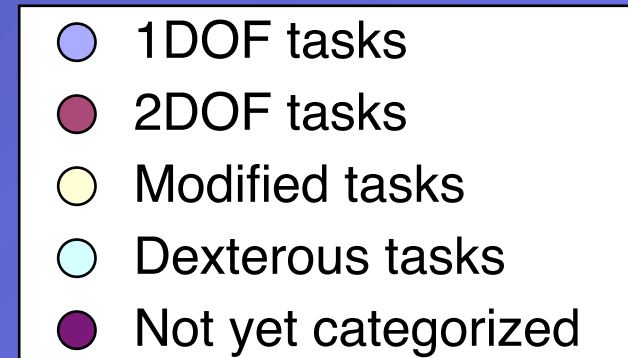 1DOF tasks
2DOF tasks
Modified tasks
Dexterous tasks
Not yet categorized